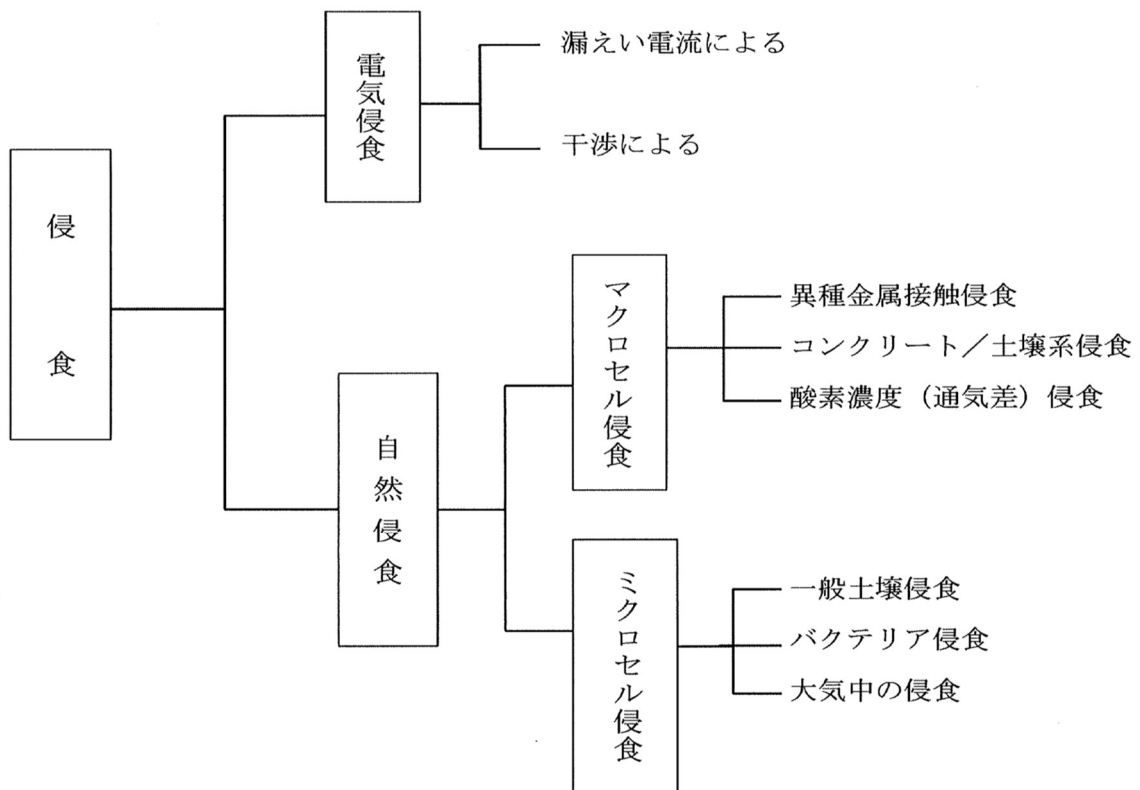 侵食
電気侵食
漏えい電流による
干渉による
自然侵食
マクロセル侵食
異種金属接触侵食
コンクリート/土壌系侵食
酸素濃度(通気差)侵食
ミクロセル侵食
一般土壌侵食
バクテリア侵食
大気中の侵食